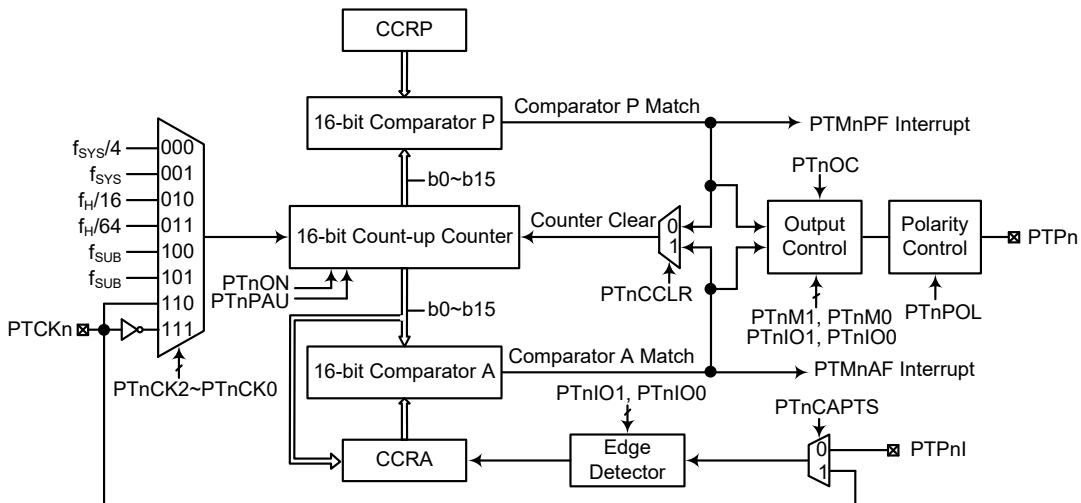 CCRP
16-bit Comparator P
Comparator P Match
PTMnPF Interrupt
fSYS/4
000
fSYS
001
fH/16
010
fH/64
011
fSUB
100
fSUB
101
110
PTCKn
111
PTnCK2~PTnCK0
b0~b15
16-bit Count-up Counter
Counter Clear
0
1
PTnCCLR
PTnOC
Output
Control
Polarity
Control
PTPn
PTnON
PTnPAU
b0~b15
PTnM1, PTnM0
PTnIO1, PTnIO0
PTnPOL
16-bit Comparator A
Comparator A Match
PTMnAF Interrupt
PTnIO1, PTnIO0
PTnCAPTS
CCRA
Edge
Detector
0
1
PTPnI